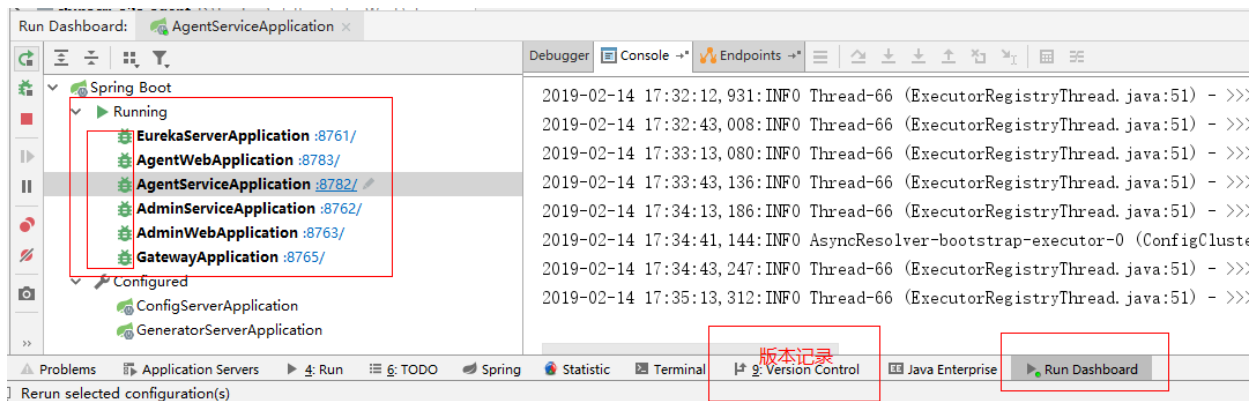 Run Dashboard: AgentServiceApplication ×
Debugger Console Endpoints
Spring Boot
Running
EurekaServerApplication :8761/
AgentWebApplication :8783/
AgentServiceApplication :8782/
AdminServiceApplication :8762/
AdminWebApplication :8763/
GatewayApplication :8765/
Configured
ConfigServerApplication
GeneratorServerApplication
2019-02-14 17:32:12,931:INFO Thread-66 (ExecutorRegistryThread.java:51) - >>>
2019-02-14 17:32:43,008:INFO Thread-66 (ExecutorRegistryThread.java:51) - >>>
2019-02-14 17:33:13,080:INFO Thread-66 (ExecutorRegistryThread.java:51) - >>>
2019-02-14 17:33:43,136:INFO Thread-66 (ExecutorRegistryThread.java:51) - >>>
2019-02-14 17:34:13,186:INFO Thread-66 (ExecutorRegistryThread.java:51) - >>>
2019-02-14 17:34:41,144:INFO AsyncResolver-bootstrap-executor-0 (ConfigCluste
2019-02-14 17:34:43,247:INFO Thread-66 (ExecutorRegistryThread.java:51) - >>>
2019-02-14 17:35:13,312:INFO Thread-66 (ExecutorRegistryThread.java:51) - >>>
版本记录
Problems Application Servers 4: Run 6: TODO Spring Statistic Terminal 9: Version Control Java Enterprise Run Dashboard
Rerun selected configuration(s)